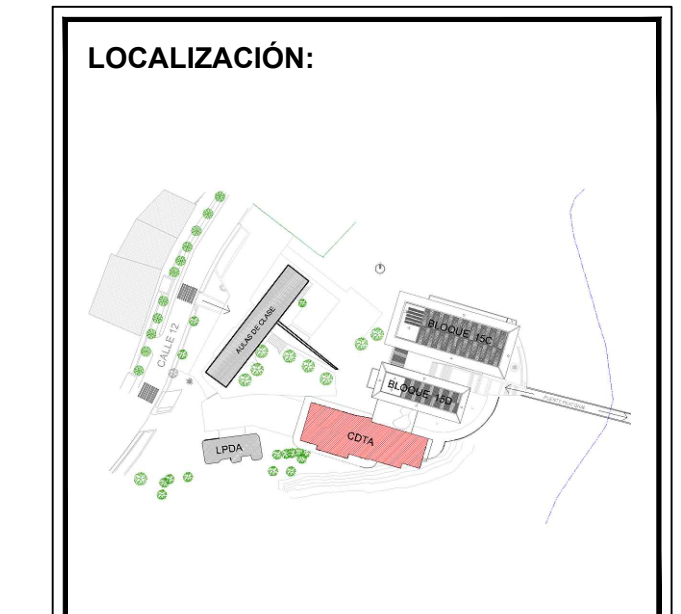 LOCALIZACIÓN:
CALLE 12
AULAS DE CLASE
BLOQUE 15C
BLOQUE 15D
CDTA
LPDA